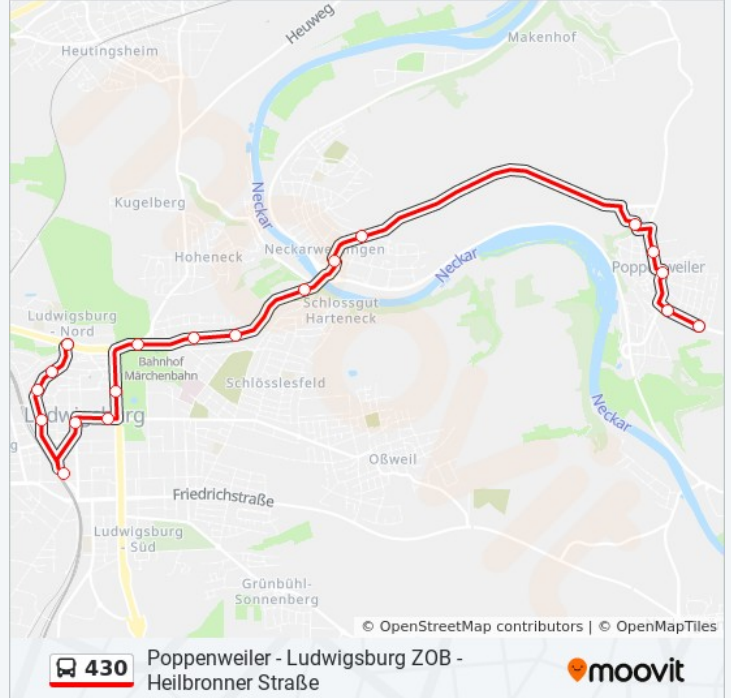 Heuweg
Makenhof
Heutingsheim
Kugelberg
Neckar
Neckarweihingen
Hoheneck
Neckar
Poppenweiler
Schlossgut
Harteneck
Ludwigsburg
- Nord
Bahnhof
Märchenbahn
Schlösslesfeld
Ludwigsburg
Neckar
g
Oßweil
Friedrichstraße
Ludwigsburg
- Süd
Grünbühl-
Sonnenberg
© OpenStreetMap contributors | © OpenMapTiles
430
Poppenweiler - Ludwigsburg ZOB -
Heilbronner Straße
moovit